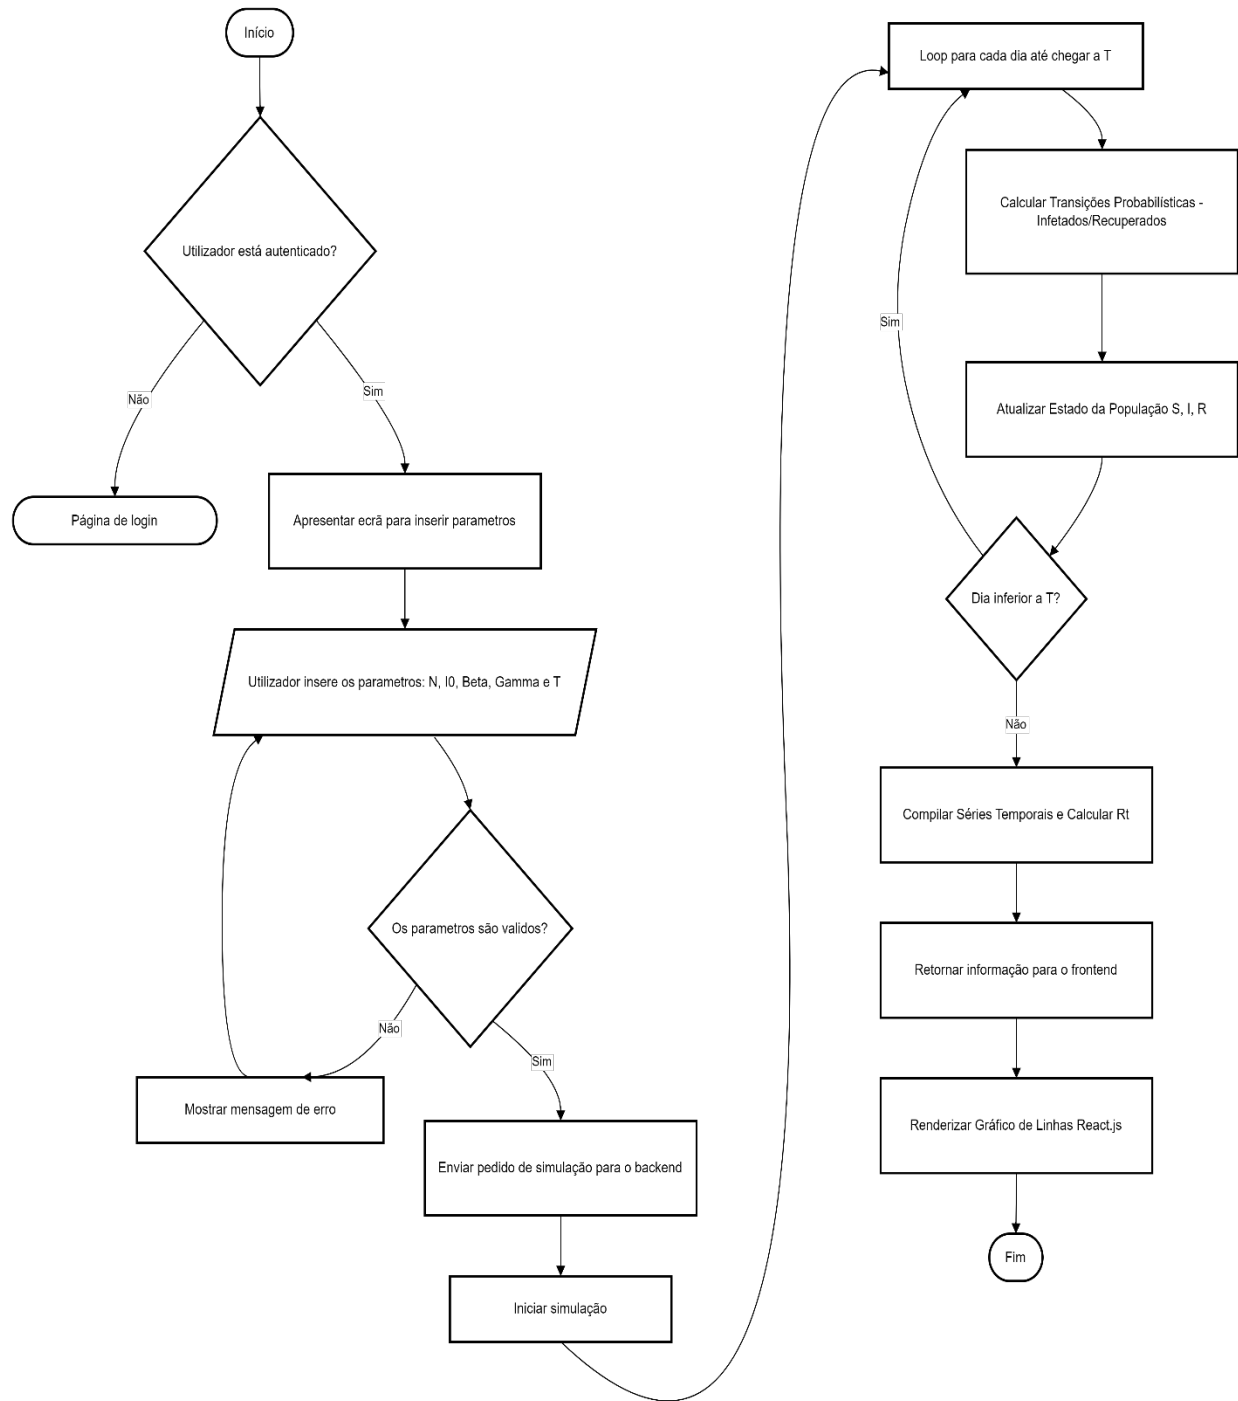 Início
Utilizador está autenticado?
Não
Sim
Página de login
Apresentar ecrã para inserir parametros
Utilizador insere os parametros: N, I0, Beta, Gamma e T
Os parametros são validos?
Não
Sim
Mostrar mensagem de erro
Enviar pedido de simulação para o backend
Iniciar simulação
Loop para cada dia até chegar a T
Calcular Transições Probabilísticas -
Infetados/Recuperados
Sim
Atualizar Estado da População S, I, R
Dia inferior a T?
Não
Compilar Séries Temporais e Calcular Rt
Retornar informação para o frontend
Renderizar Gráfico de Linhas React.js
Fim